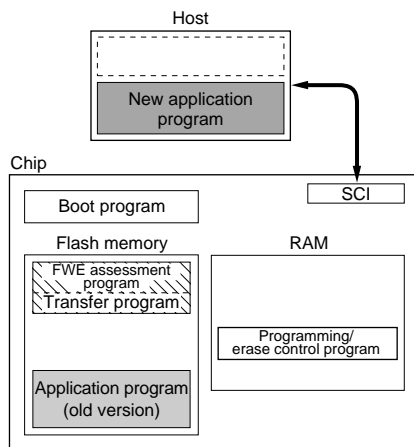 Host
New application
program
Chip
SCI
Boot program
Flash memory
RAM
FWE assessment
program
Transfer program
Programming/
erase control program
Application program
(old version)